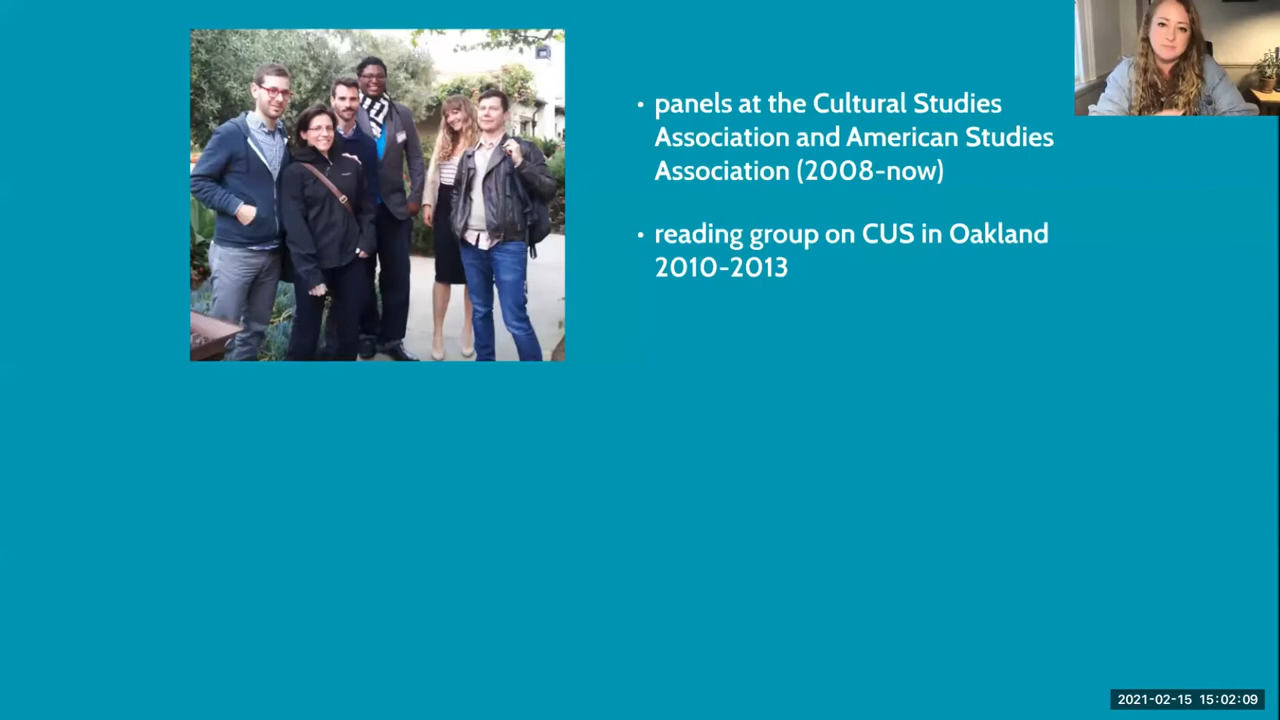 • panels at the Cultural Studies
Association and American Studies
Association (2008-now)
• reading group on CUS in Oakland
2010-2013
2021-02-15 15:02:09